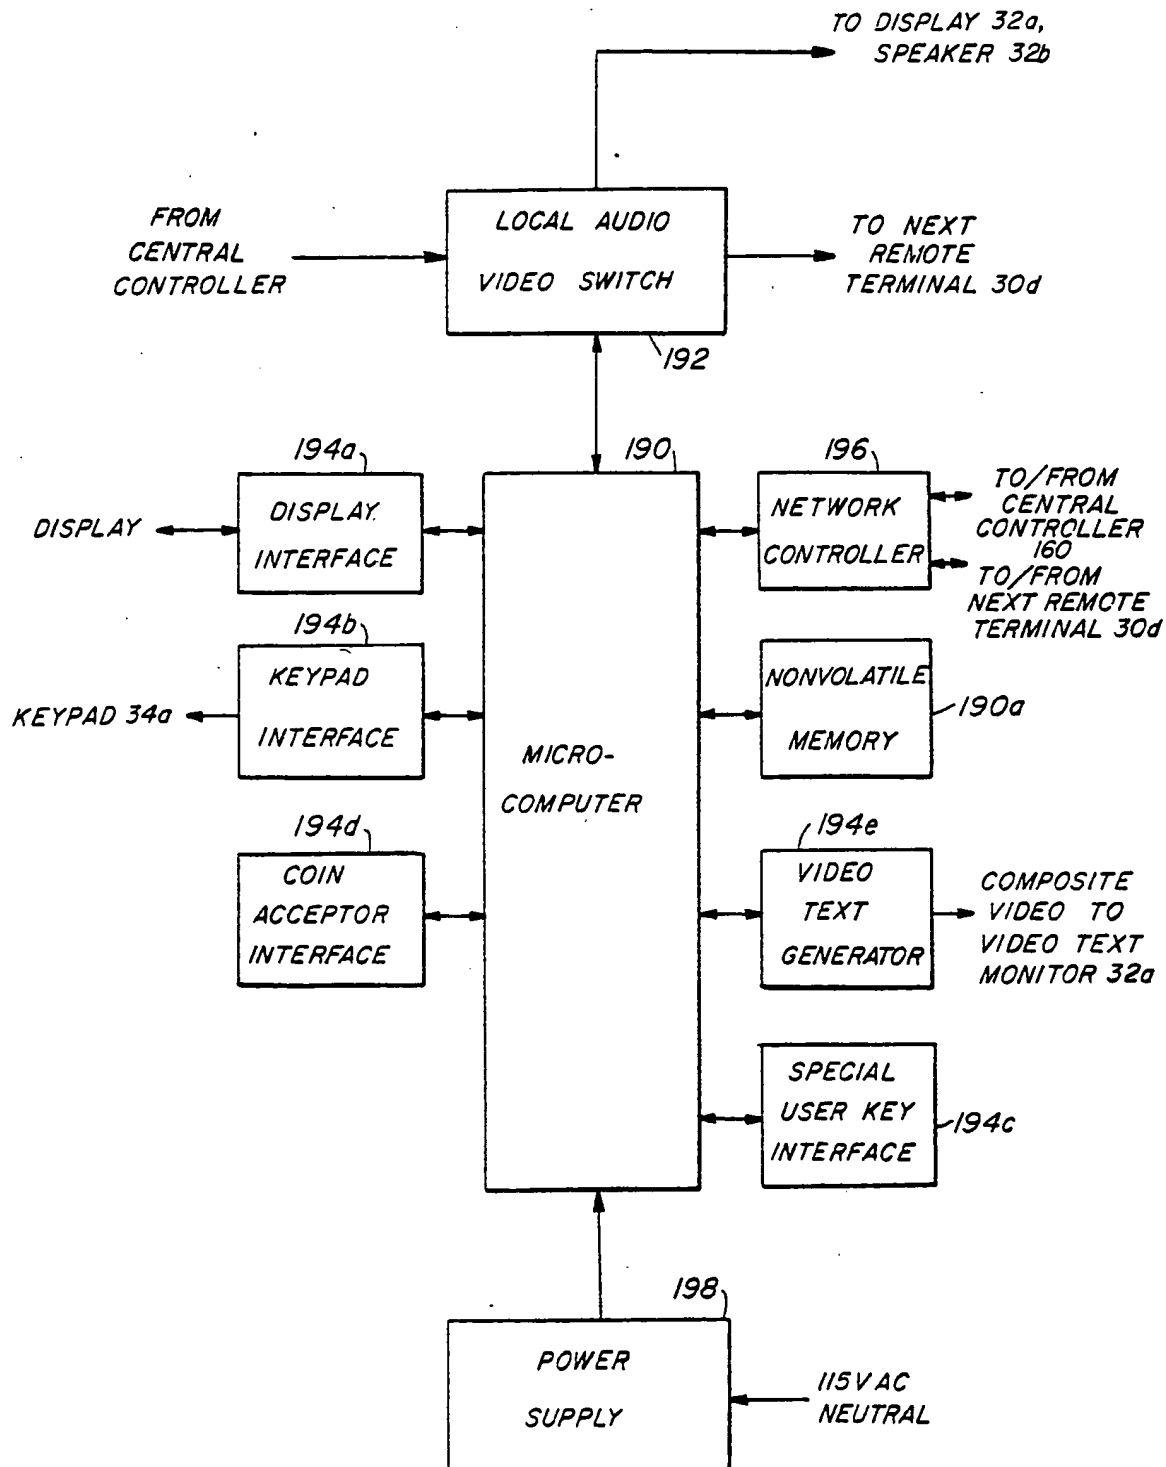 TO DISPLAY 32a,
SPEAKER 32b
FROM
CENTRAL
CONTROLLER
LOCAL AUDIO
VIDEO SWITCH
TO NEXT
REMOTE
TERMINAL 30d
192
194a
190
196
DISPLAY
DISPLAY
INTERFACE
NETWORK
CONTROLLER
TO/FROM
CENTRAL
CONTROLLER
160
TO/FROM
NEXT REMOTE
TERMINAL 30d
194b
KEYPAD 34a
KEYPAD
INTERFACE
MICRO-
COMPUTER
NONVOLATILE
MEMORY
190a
194d
COIN
ACCEPTOR
INTERFACE
194e
VIDEO
TEXT
GENERATOR
COMPOSITE
VIDEO TO
VIDEO TEXT
MONITOR 32a
SPECIAL
USER KEY
INTERFACE
194c
198
POWER
SUPPLY
115VAC
NEUTRAL